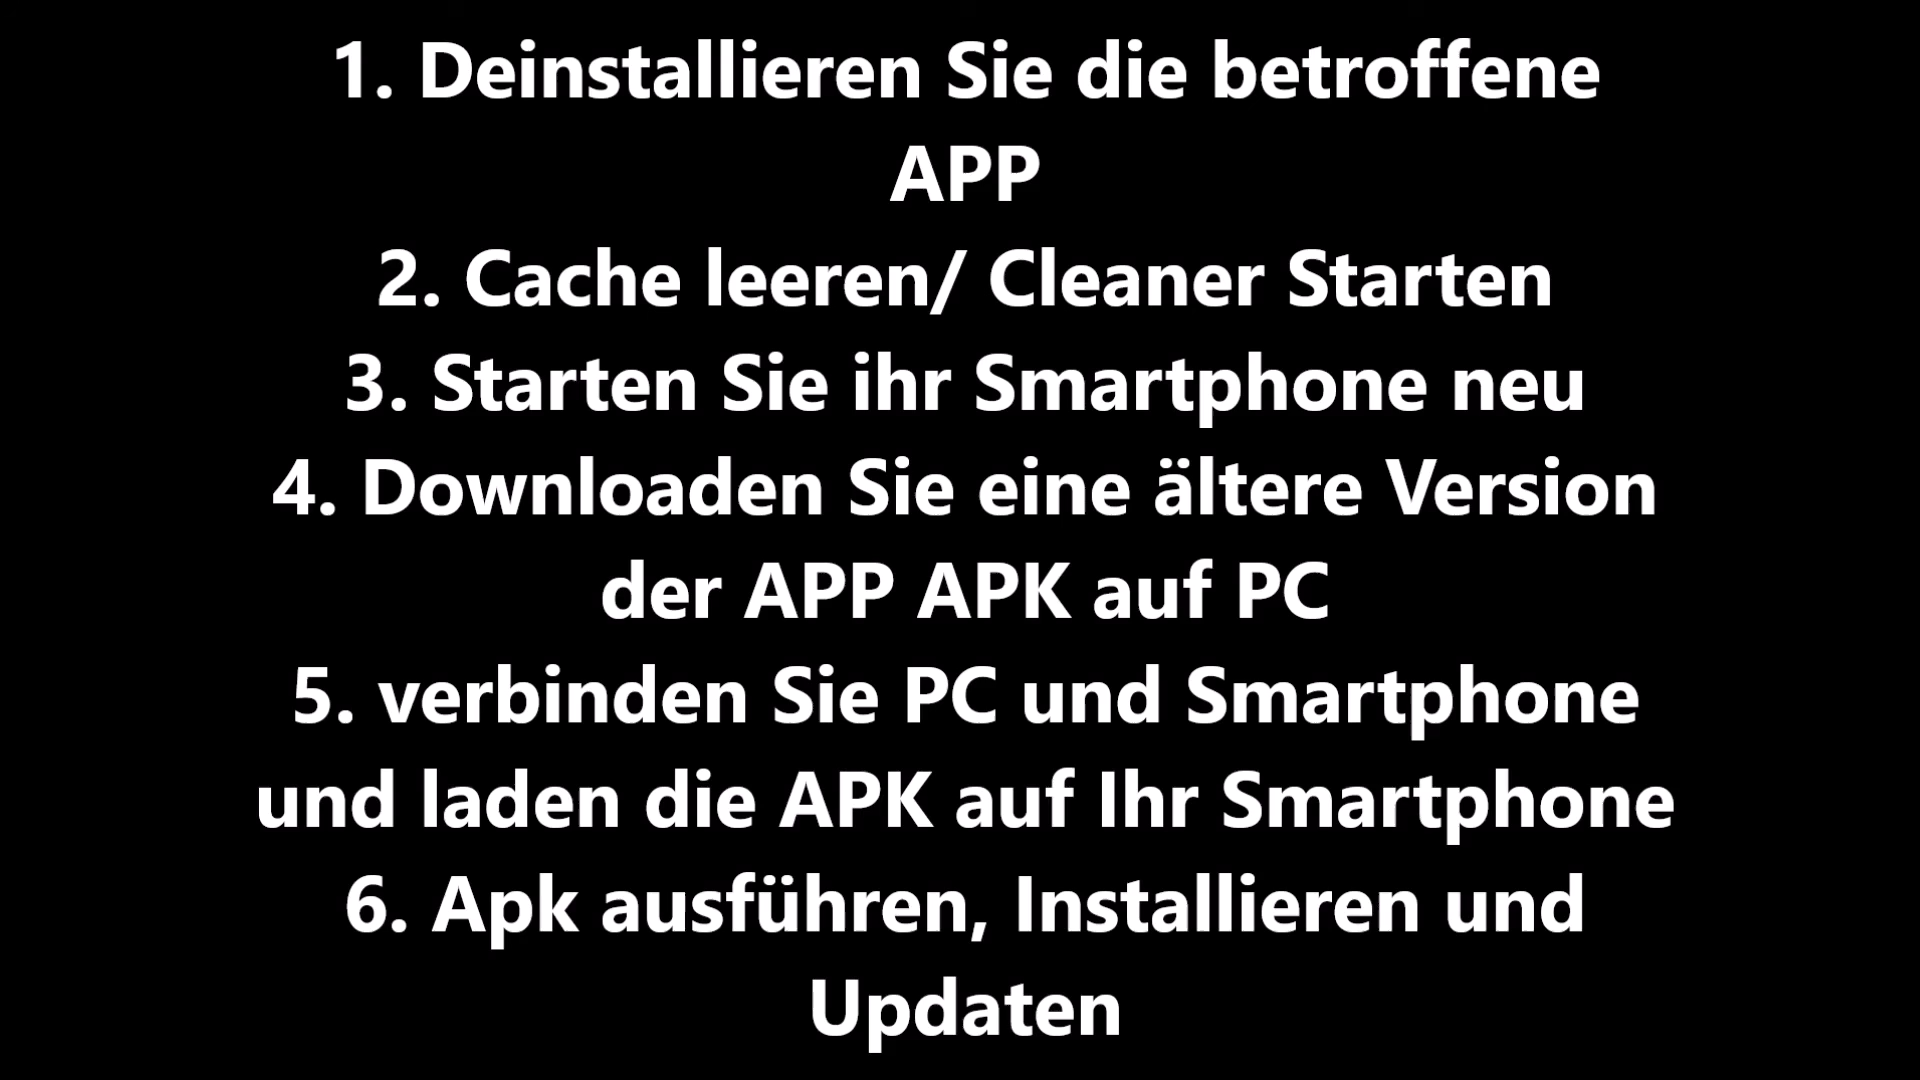 1. Deinstallieren Sie die betroffene
APP
2. Cache leeren/ Cleaner Starten
3. Starten Sie ihr Smartphone neu
4. Downloaden Sie eine ältere Version
der APP APK auf PC
5. verbinden Sie PC und Smartphone
und laden die APK auf Ihr Smartphone
6. Apk ausführen, Installieren und
Updaten